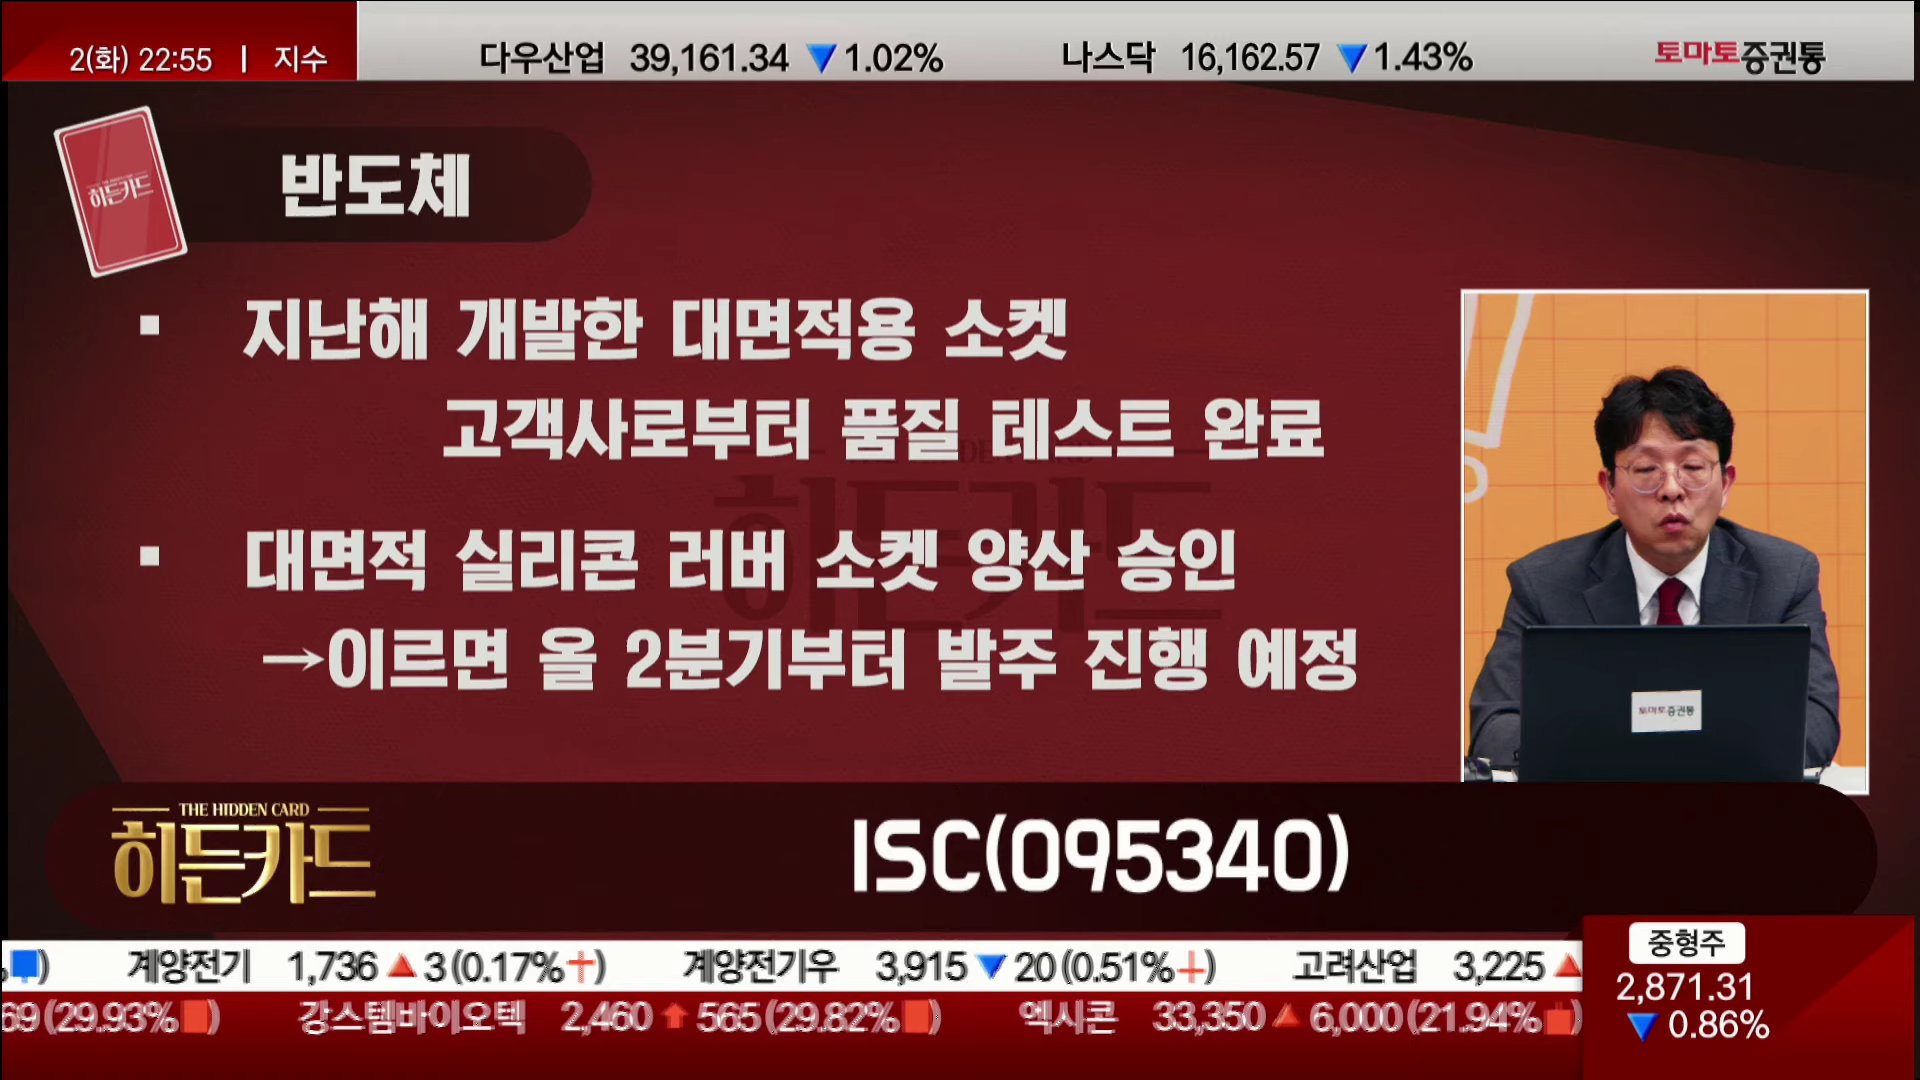 2(화) 22:55 | 지수
다우산업 39,161.34 ▼1.02% 나스닥 16,162.57 ▼1.43%
토마토증권통
히든카드
반도체
▪ 지난해 개발한 대면적용 소켓
고객사로부터 품질 테스트 완료
▪ 대면적 실리콘 러버 소켓 양산 승인
→이르면 올 2분기부터 발주 진행 예정
토마토증권통
THE HIDDEN CARD
히든카드
ISC(095340)
계양전기 1,736 ▲ 3(0.17%) 계양전기우 3,915 ▼ 20(0.51%) 고려산업 3,225 ▲
69(29.93%) 강스템바이오텍 2,460 ↑ 565(29.82%) 엑시콘 33,350 ▲ 6,000(21.94%)
중형주
2,871.31
▼ 0.86%